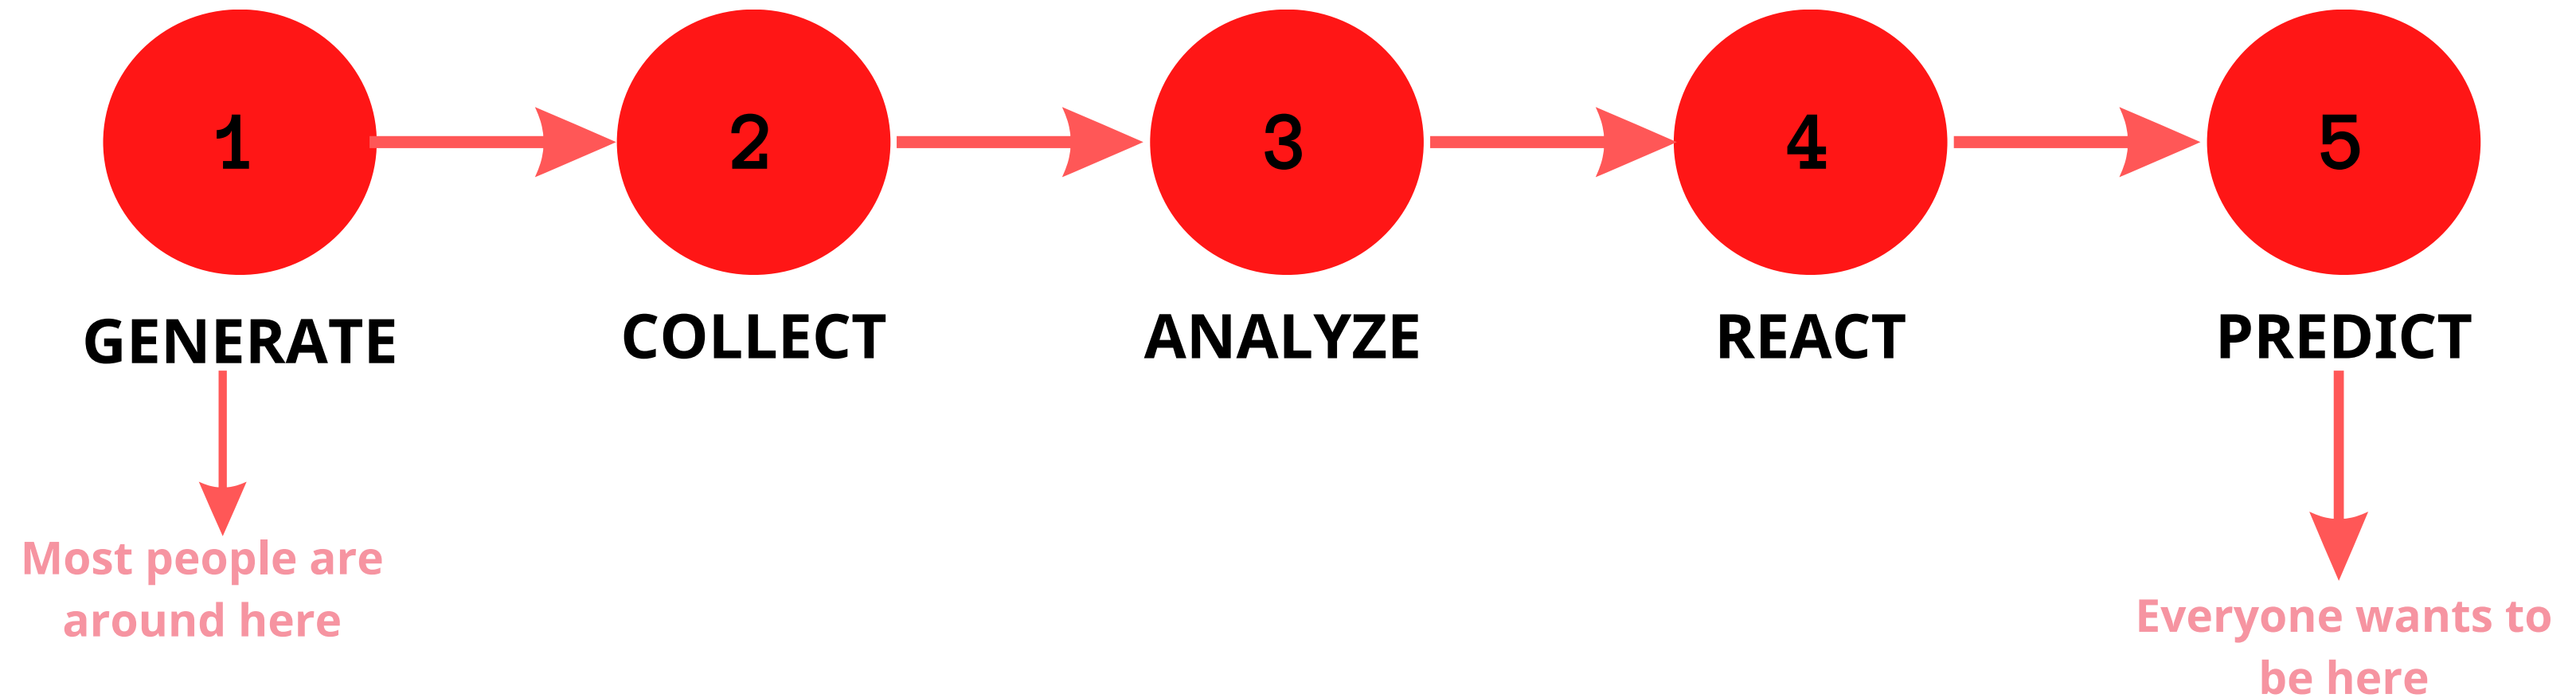 1
2
3
4
5
GENERATE
COLLECT
ANALYZE
REACT
PREDICT
Most people are
around here
Everyone wants to
be here